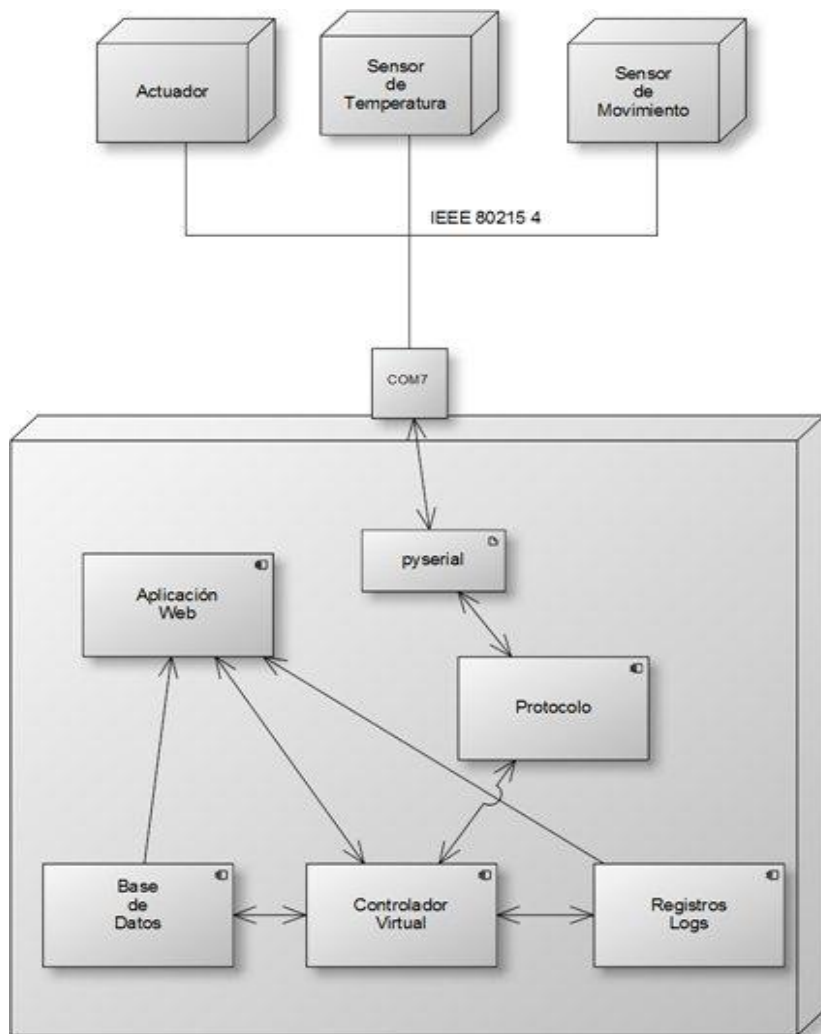 Actuador
Sensor
de
Temperatura
Sensor
de
Movimiento
IEEE 80215 4
COM7
pyserial
Aplicación
Web
Protocolo
Base
de
Datos
Controlador
Virtual
Registros
Logs